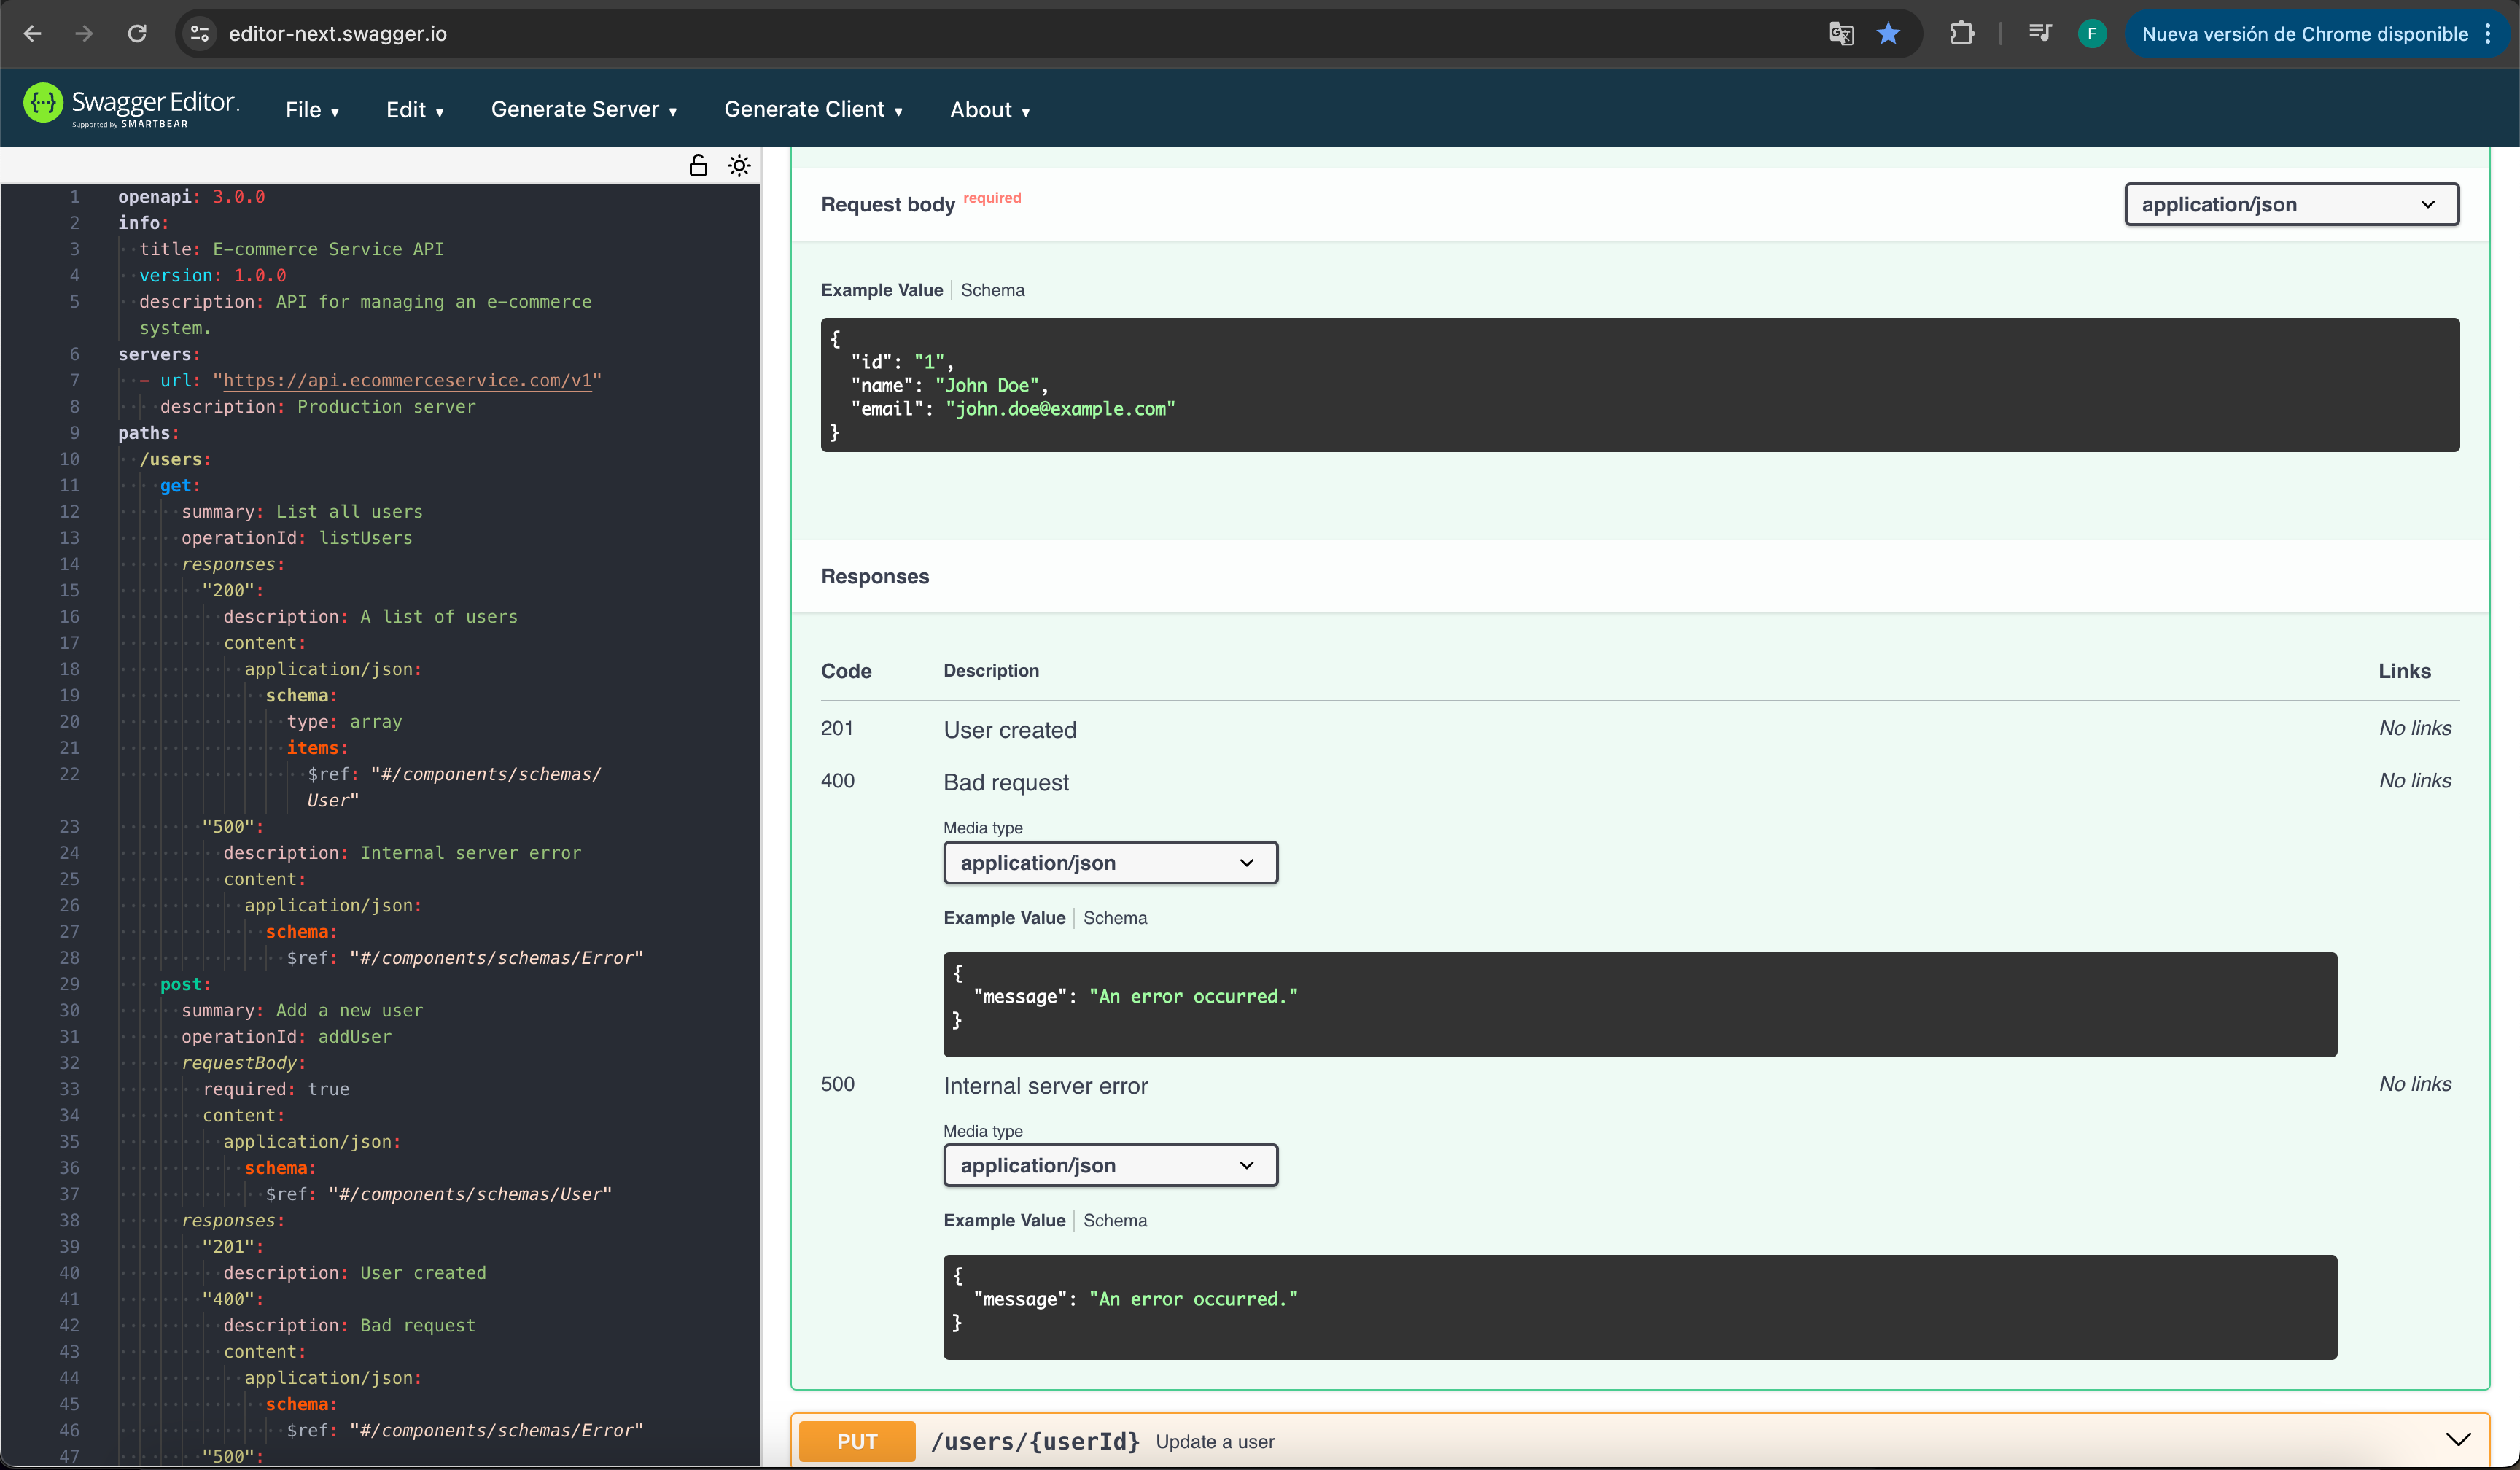 editor-next.swagger.io
Nueva versión de Chrome disponible
F
Swagger Editor
Supported by SMARTBEAR
File
Edit
Generate Server
Generate Client
About
1 openapi: 3.0.0
2 info:
3 title: E-commerce Service API
4 version: 1.0.0
5 description: API for managing an e-commerce
system.
6 servers:
7 - url: "https://api.ecommerceservice.com/v1"
8 description: Production server
9 paths:
10 /users:
11 get:
12 summary: List all users
13 operationId: listUsers
14 responses:
15 "200":
16 description: A list of users
17 content:
18 application/json:
19 schema:
20 type: array
21 items:
22 $ref: "#/components/schemas/
User"
23 "500":
24 description: Internal server error
25 content:
26 application/json:
27 schema:
28 $ref: "#/components/schemas/Error"
29 post:
30 summary: Add a new user
31 operationId: addUser
32 requestBody:
33 required: true
34 content:
35 application/json:
36 schema:
37 $ref: "#/components/schemas/User"
38 responses:
39 "201":
40 description: User created
41 "400":
42 description: Bad request
43 content:
44 application/json:
45 schema:
46 $ref: "#/components/schemas/Error"
47 "500":
Request body required
application/json
Example Value Schema
{
"id": "1",
"name": "John Doe",
"email": "john.doe@example.com"
}
Responses
Code Description Links
201 User created No links
400 Bad request No links
Media type
application/json
Example Value Schema
{
"message": "An error occurred."
}
500 Internal server error No links
Media type
application/json
Example Value Schema
{
"message": "An error occurred."
}
PUT /users/{userId} Update a user